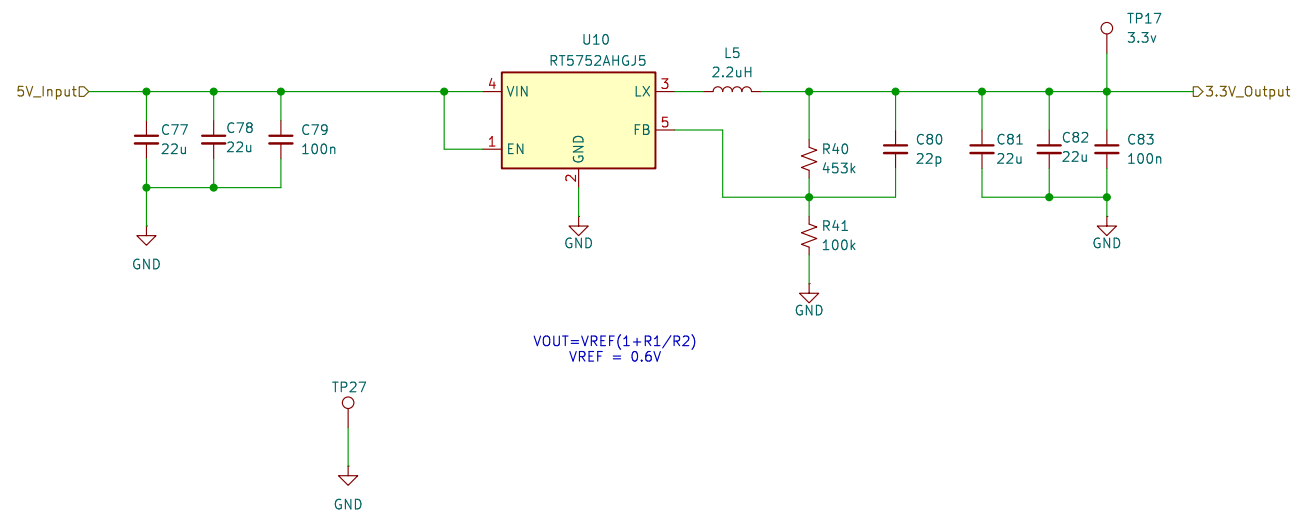 TP17
3.3v
U10
RT5752AHGJ5
L5
2.2uH
5V_Input
4
VIN
LX
3
3.3V_Output
C77
22u
C78
22u
C79
100n
FB
5
1
EN
GND
2
R40
453k
C80
22p
C81
22u
C82
22u
C83
100n
R41
100k
GND
GND
GND
GND
VOUT=VREF(1+R1/R2)
VREF = 0.6V
TP27
GND